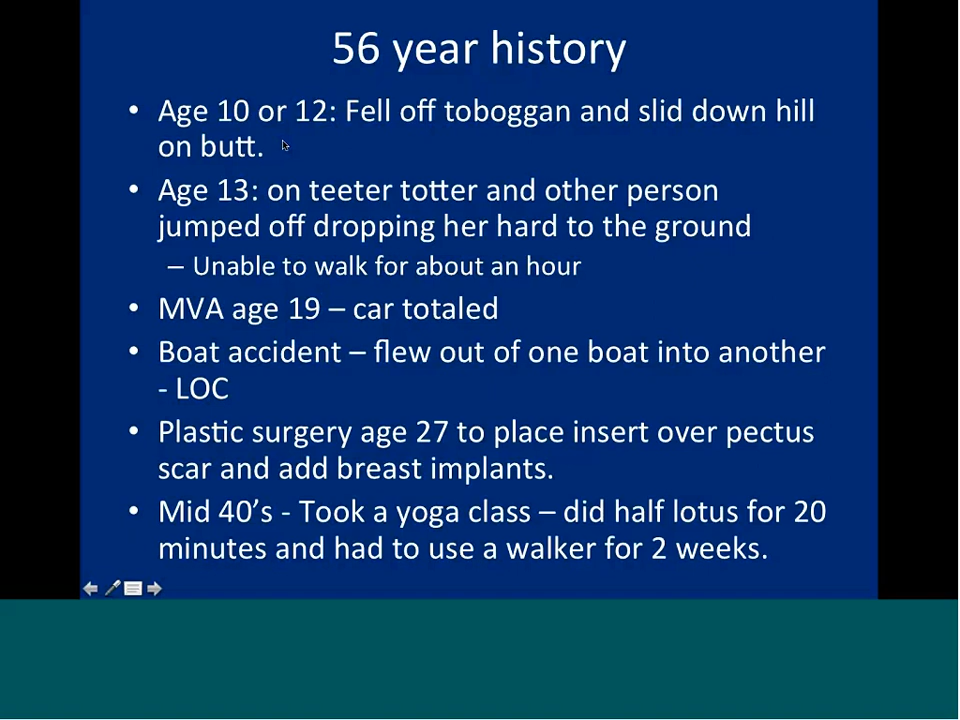 56 year history
• Age 10 or 12: Fell off toboggan and slid down hill
on butt.
• Age 13: on teeter totter and other person
jumped off dropping her hard to the ground
– Unable to walk for about an hour
• MVA age 19 – car totaled
• Boat accident – flew out of one boat into another
- LOC
• Plastic surgery age 27 to place insert over pectus
scar and add breast implants.
• Mid 40’s - Took a yoga class – did half lotus for 20
minutes and had to use a walker for 2 weeks.